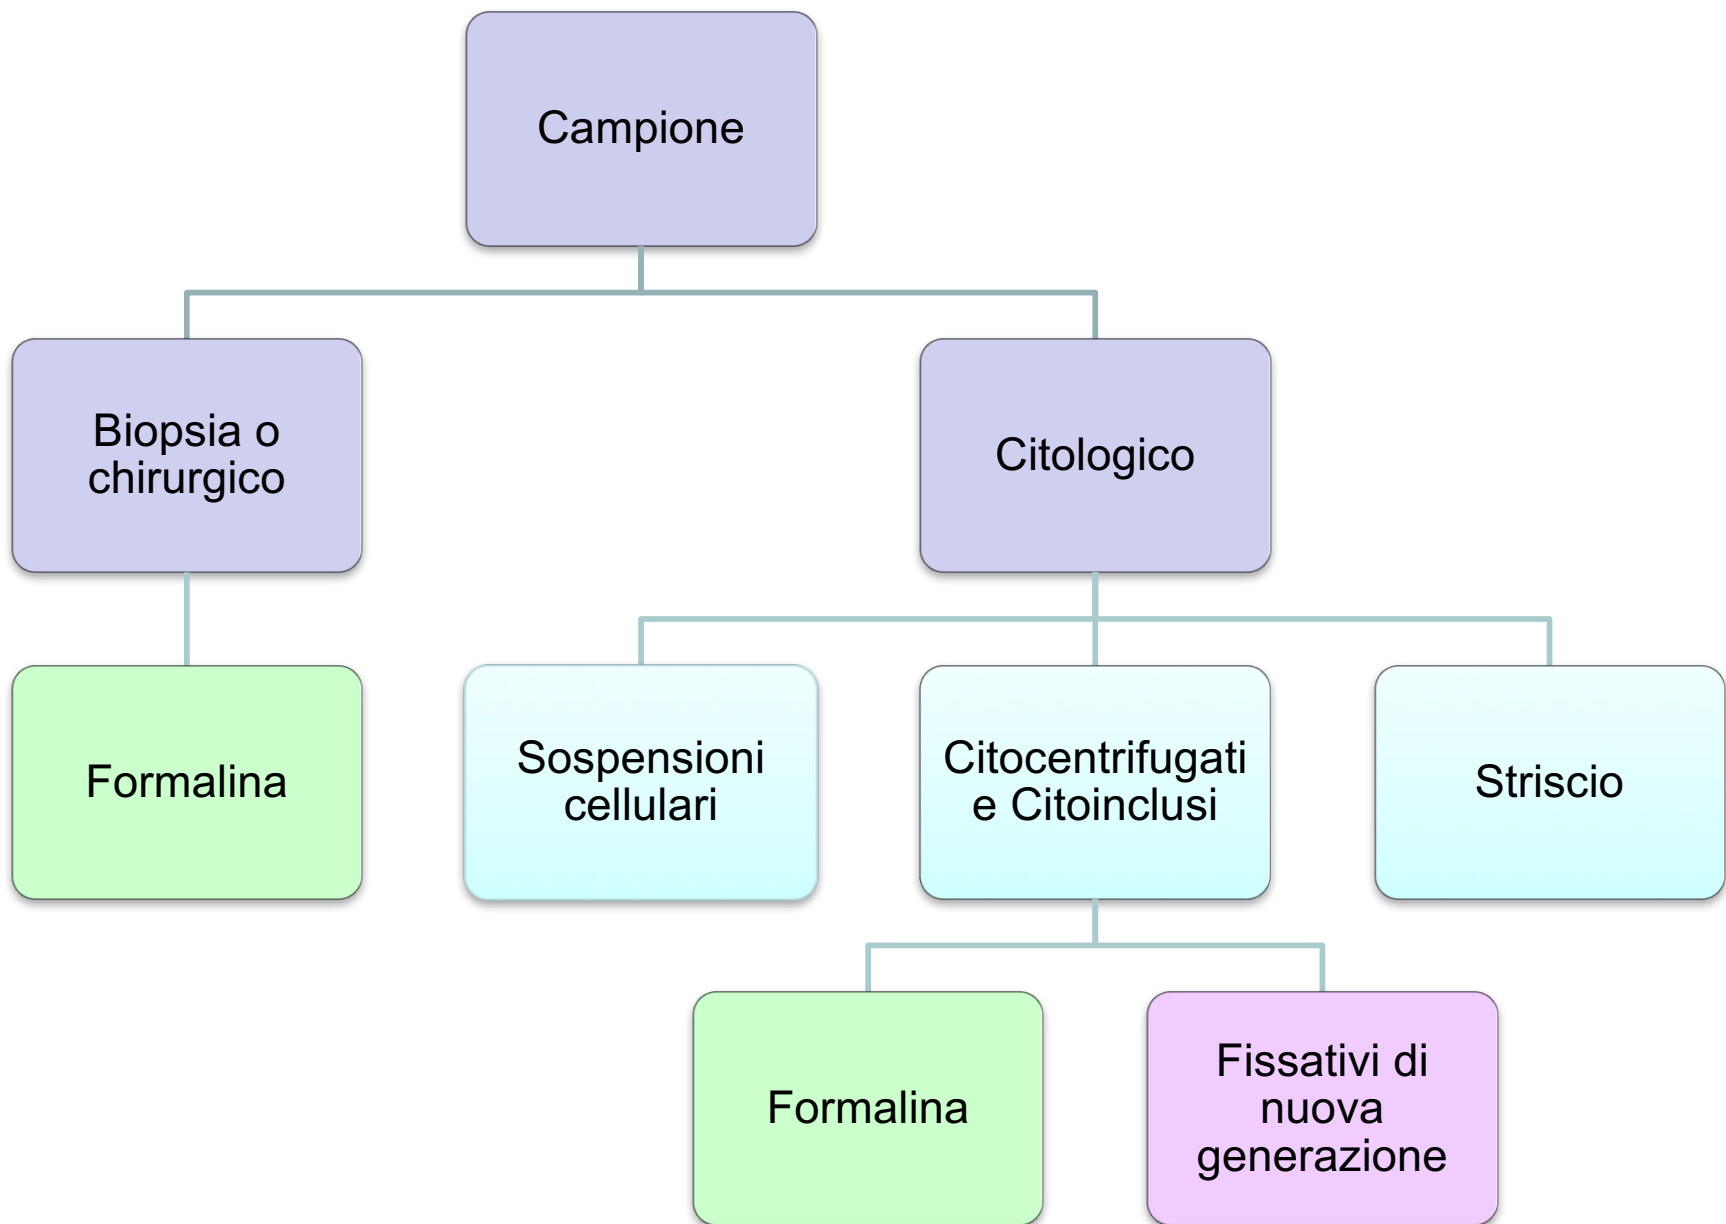 Campione
Biopsia o
chirurgico
Citologico
Formalina
Sospensioni
cellulari
Citocentrifugati
e Citoinclusi
Striscio
Formalina
Fissativi di
nuova
generazione